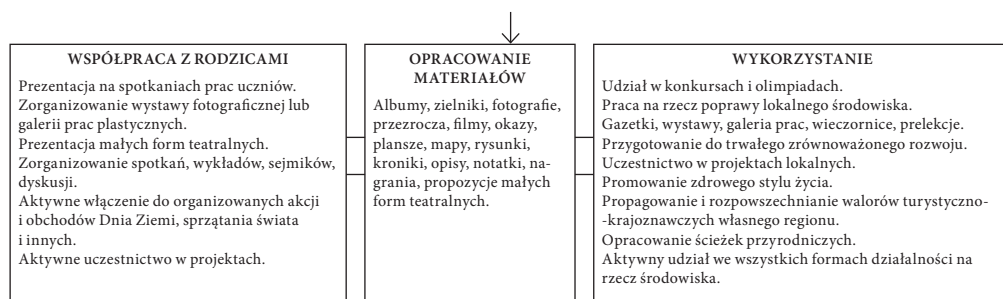 WSPÓŁPRACA Z RODZICAMI
Prezentacja na spotkaniach prac uczniów.
Zorganizowanie wystawy fotograficznej lub
galerii prac plastycznych.
Prezentacja małych form teatralnych.
Zorganizowanie spotkań, wykładów, sejmików,
dyskusji.
Aktywne włączenie do organizowanych akcji
i obchodów Dnia Ziemi, sprzątania świata
i innych.
Aktywne uczestnictwo w projektach.
OPRACOWANIE
MATERIAŁÓW
Albumy, zielniki, fotografie,
przezrocza, filmy, okazy,
plansze, mapy, rysunki,
kroniki, opisy, notatki, na-
grania, propozycje małych
form teatralnych.
WYKORZYSTANIE
Udział w konkursach i olimpiadach.
Praca na rzecz poprawy lokalnego środowiska.
Gazetki, wystawy, galeria prac, wieczornice, prelekcje.
Przygotowanie do trwałego zrównoważonego rozwoju.
Uczestnictwo w projektach lokalnych.
Promowanie zdrowego stylu życia.
Propagowanie i rozpowszechnianie walorów turystyczno-
-krajoznawczych własnego regionu.
Opracowanie ścieżek przyrodniczych.
Aktywny udział we wszystkich formach działalności na
rzecz środowiska.